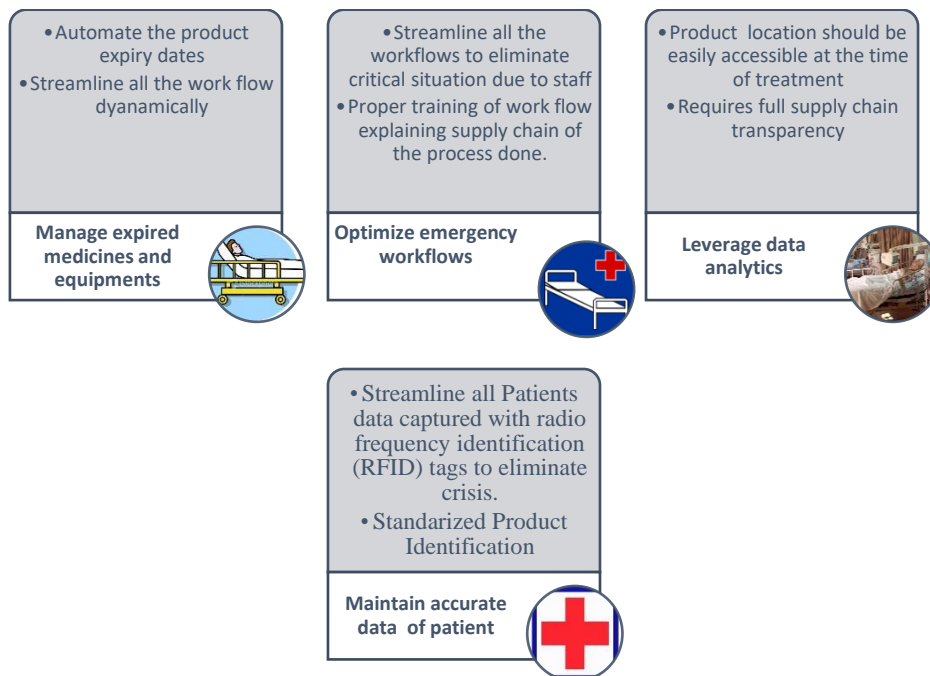 •Automate the product
expiry dates
•Streamline all the work flow
dyanamically
Manage expired
medicines and
equipments
•Streamline all the
workflows to eliminate
critical situation due to staff
•Proper training of work flow
explaining supply chain of
the process done.
Optimize emergency
workflows
•Product location should be
easily accessible at the time
of treatment
•Requires full supply chain
transparency
Leverage data
analytics
•Streamline all Patients
data captured with radio
frequency identification
(RFID) tags to eliminate
crisis.
•Standarized Product
Identification
Maintain accurate
data of patient